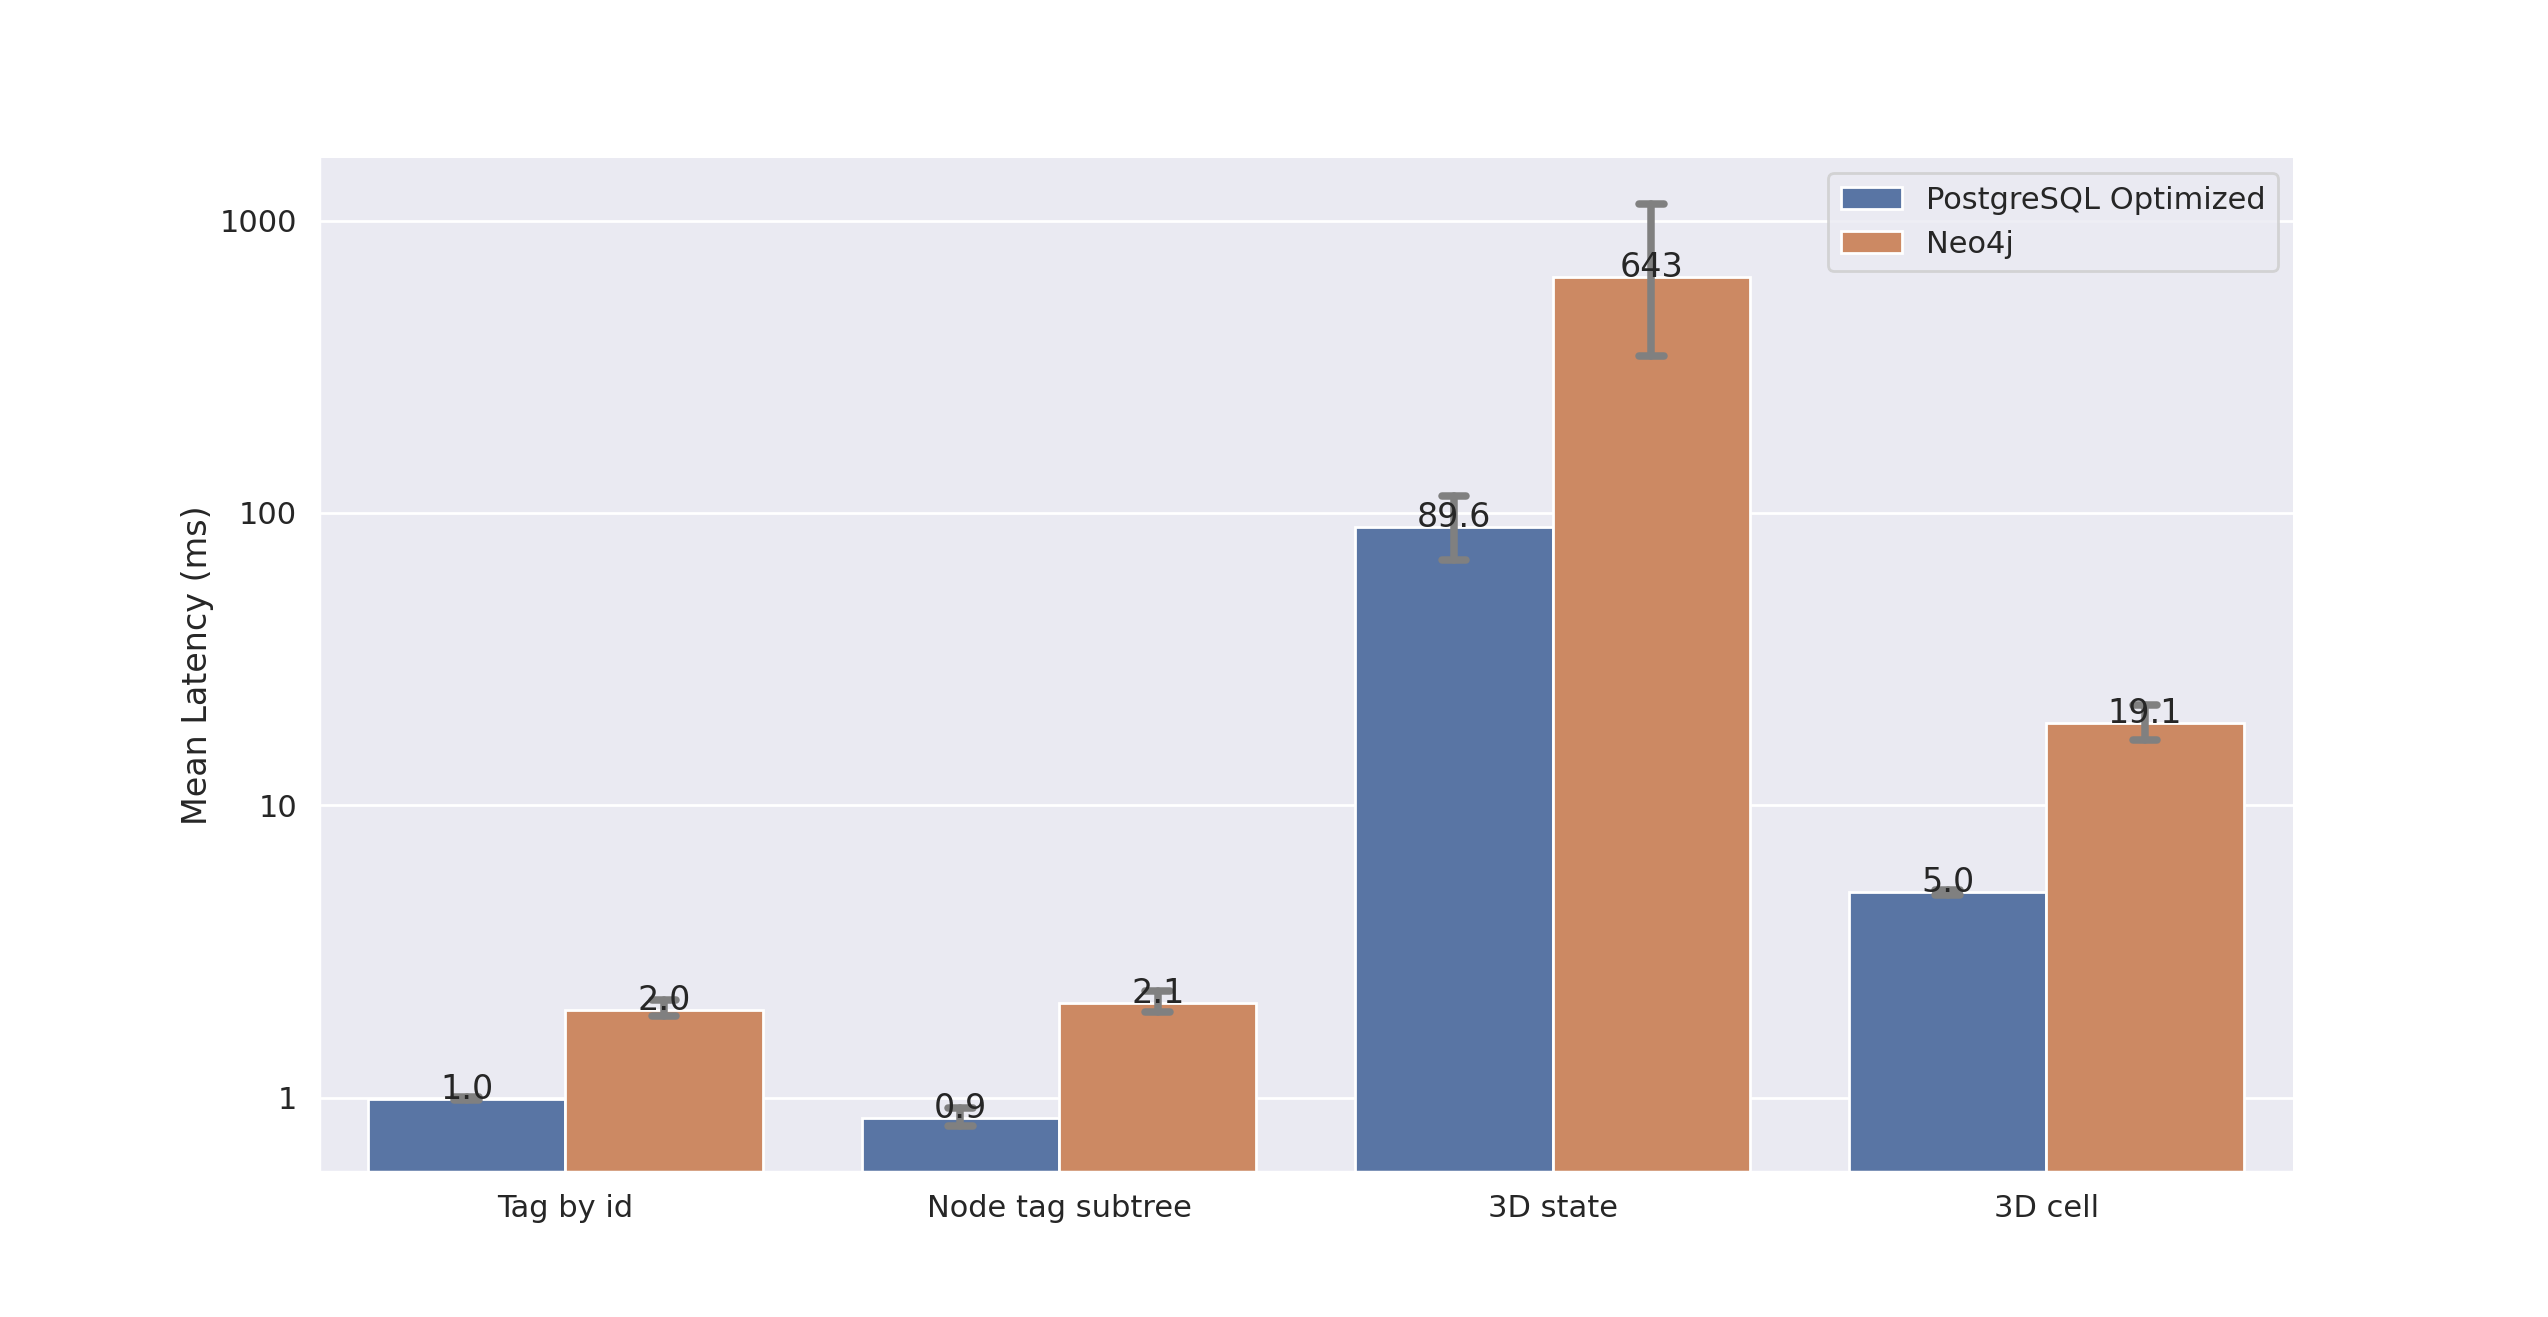 PostgreSQL Optimized
Neo4j
Mean Latency (ms)
1000
100
10
1
1.0
2.0
0.9
2.1
89.6
643
5.0
19.1
Tag by id
Node tag subtree
3D state
3D cell